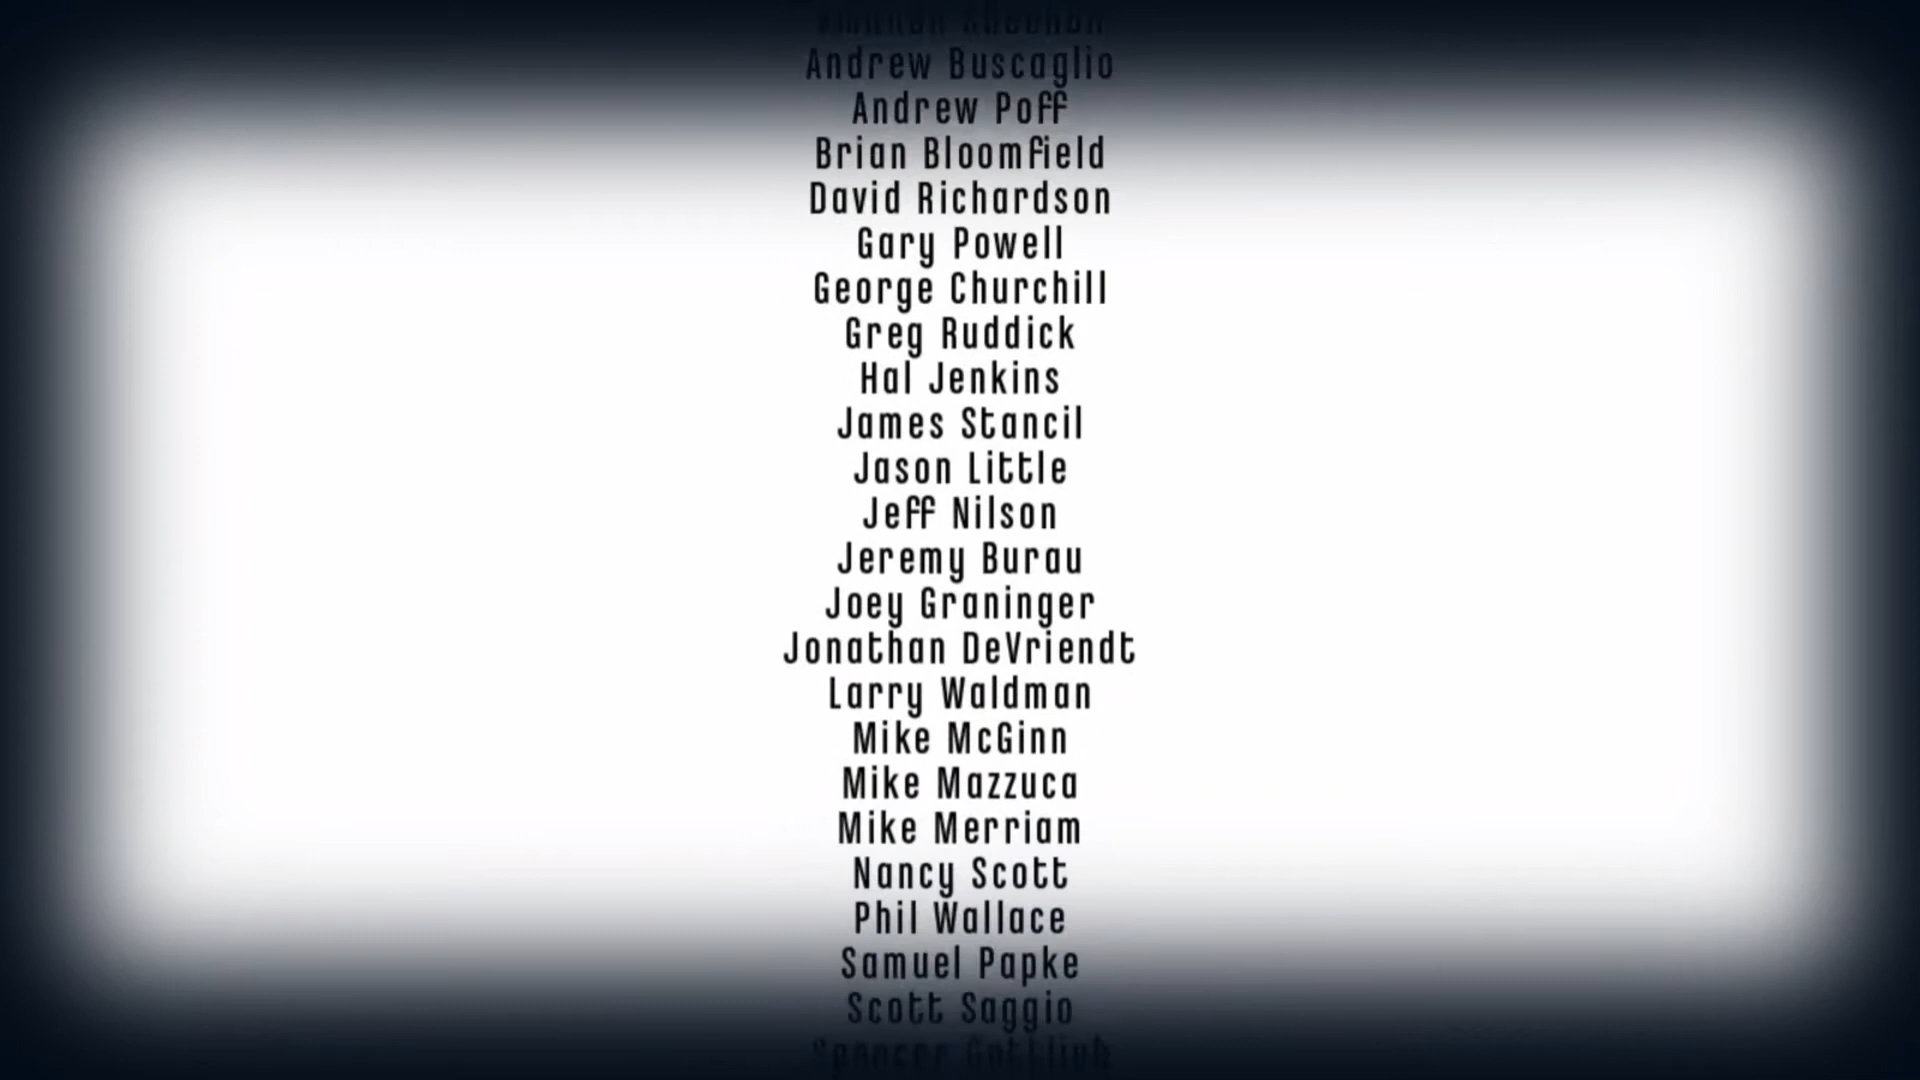 Andrew Buscaglio
Andrew Poff
Brian Bloomfield
David Richardson
Gary Powell
George Churchill
Greg Ruddick
Hal Jenkins
James Stancil
Jason Little
Jeff Nilson
Jeremy Burau
Joey Graninger
Jonathan DeVriendt
Larry Waldman
Mike McGinn
Mike Mazzuca
Mike Merriam
Nancy Scott
Phil Wallace
Samuel Papke
Scott Saggio
Spencer Gottlieb